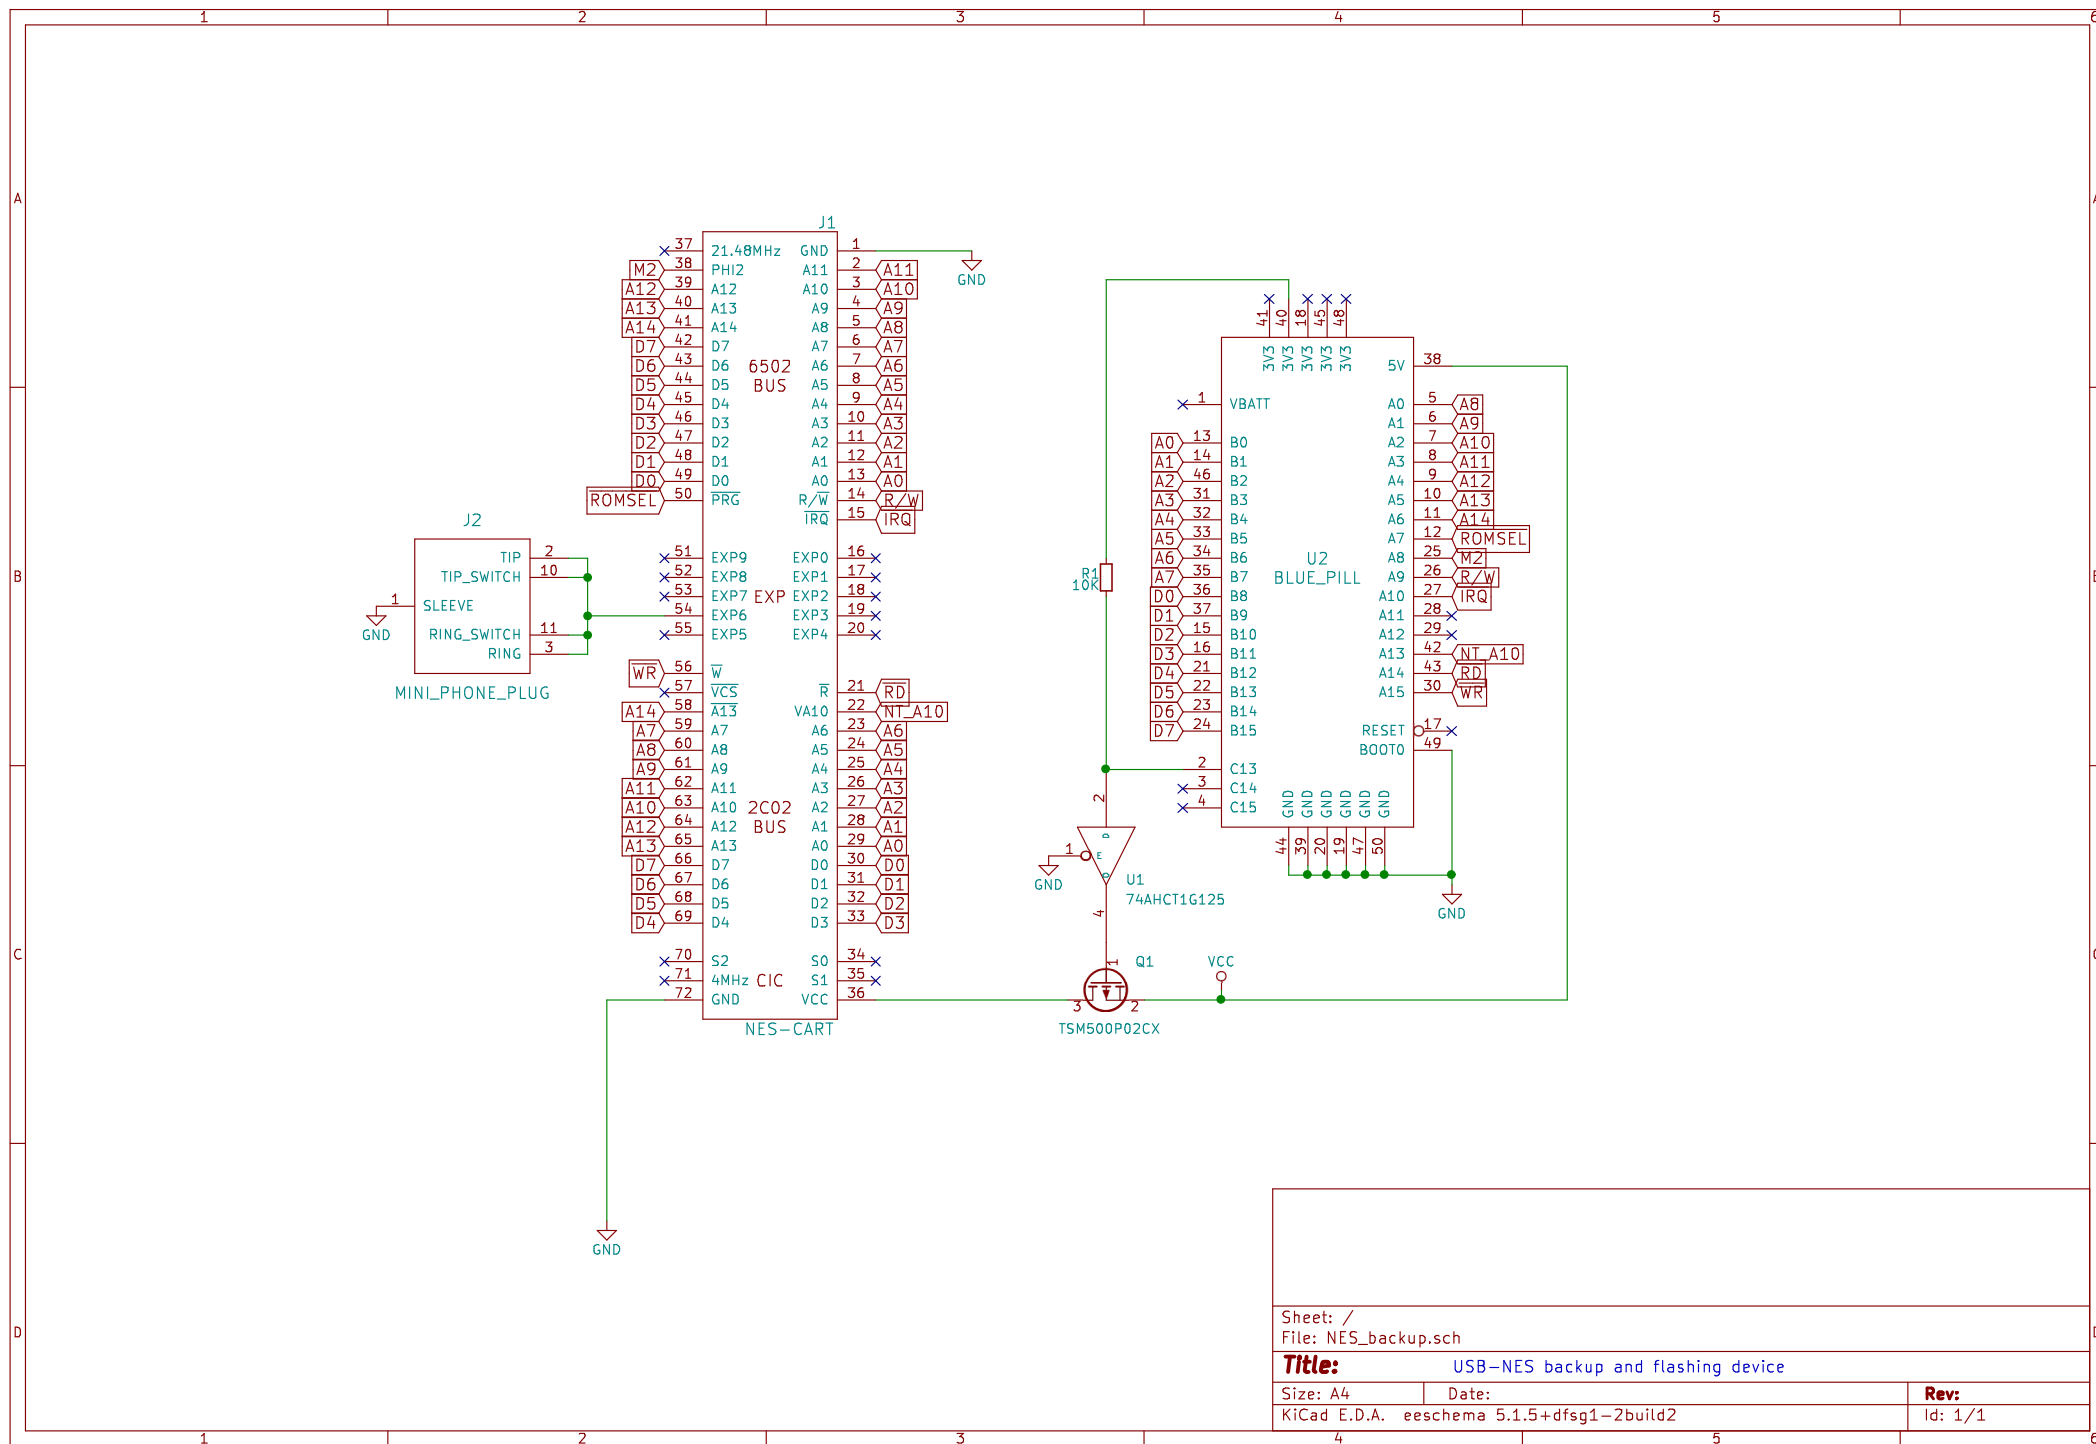 1 2 3 4 5 6
A
B
C
D
J1
37 21.48MHz GND 1
GND
M2 38 PHI2 A11 2 A11
A12 39 A12 A10 3 A10
A13 40 A13 A9 4 A9
A14 41 A14 A8 5 A8
D7 42 D7 A7 6 A7
D6 43 D6 A6 7 A6
6502
BUS
D5 44 D5 A5 8 A5
D4 45 D4 A4 9 A4
D3 46 D3 A3 10 A3
D2 47 D2 A2 11 A2
D1 48 D1 A1 12 A1
D0 49 D0 A0 13 A0
ROMSEL 50 PRG R/W 14 R/W
IRQ 15 IRQ
51 EXP9 EXP0 16
52 EXP8 EXP1 17
53 EXP7 EXP EXP2 18
54 EXP6 EXP3 19
55 EXP5 EXP4 20
WR 56 W
57 VCS R 21 RD
A14 58 A13 VA10 22 NT_A10
A7 59 A7 A6 23 A6
A8 60 A8 A5 24 A5
A9 61 A9 A4 25 A4
A11 62 A11 A3 26 A3
A10 63 A10 A2 27 A2
2C02
BUS
A12 64 A12 A1 28 A1
A13 65 A13 A0 29 A0
D7 66 D7 D0 30 D0
D6 67 D6 D1 31 D1
D5 68 D5 D2 32 D2
D4 69 D4 D3 33 D3
70 S2 S0 34
71 4MHz CIC S1 35
72 GND VCC 36
NES-CART
GND
J2
TIP 2
TIP_SWITCH 10
1 SLEEVE
GND
RING_SWITCH 11
RING 3
MINI_PHONE_PLUG
R1
10K
2
D
1 E
GND
O
U1
74AHCT1G125
4
1 Q1
3 2
TSM500P02CX
VCC
41 40 18 45 48
3V3 3V3 3V3 3V3 3V3
5V 38
1 VBATT A0 5 A8
A1 6 A9
A0 13 B0 A2 7 A10
A1 14 B1 A3 8 A11
A2 46 B2 A4 9 A12
A3 31 B3 A5 10 A13
A4 32 B4 A6 11 A14
A5 33 B5 A7 12 ROMSEL
A6 34 B6 A8 25 M2
U2
BLUE_PILL
A7 35 B7 A9 26 R/W
D0 36 B8 A10 27 IRQ
D1 37 B9 A11 28
D2 15 B10 A12 29
D3 16 B11 A13 42 NT_A10
D4 21 B12 A14 43 RD
D5 22 B13 A15 30 WR
D6 23 B14
D7 24 B15 RESET 17
BOOT0 49
2 C13
3 C14
4 C15
GND GND GND GND GND GND
44 39 20 19 47 50
GND
Sheet: /
File: NES_backup.sch
Title: USB-NES backup and flashing device
Size: A4 Date: Rev:
KiCad E.D.A. eeschema 5.1.5+dfsg1-2build2 Id: 1/1
A
B
C
D
1 2 3 4 5 6